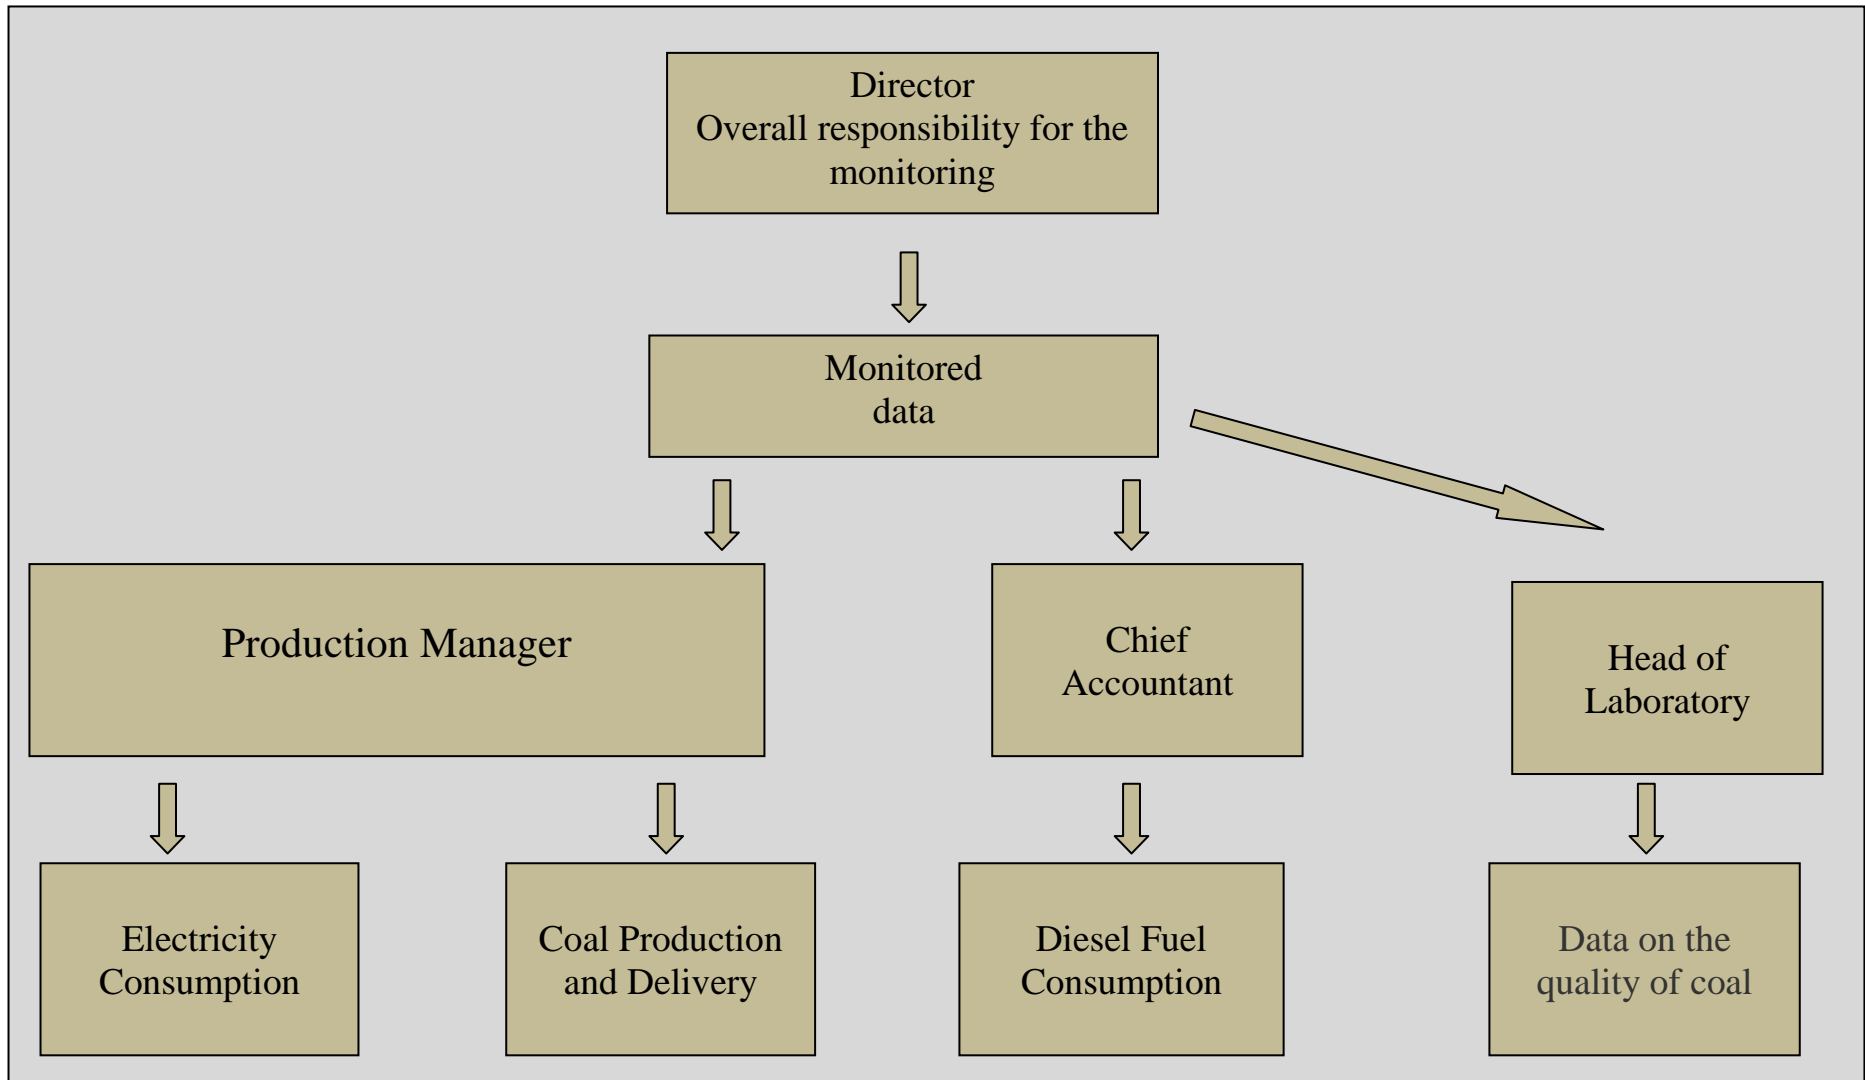 Director
Overall responsibility for the
monitoring
Monitored
data
Production Manager
Chief
Accountant
Head of
Laboratory
Electricity
Consumption
Coal Production
and Delivery
Diesel Fuel
Consumption
Data on the
quality of coal